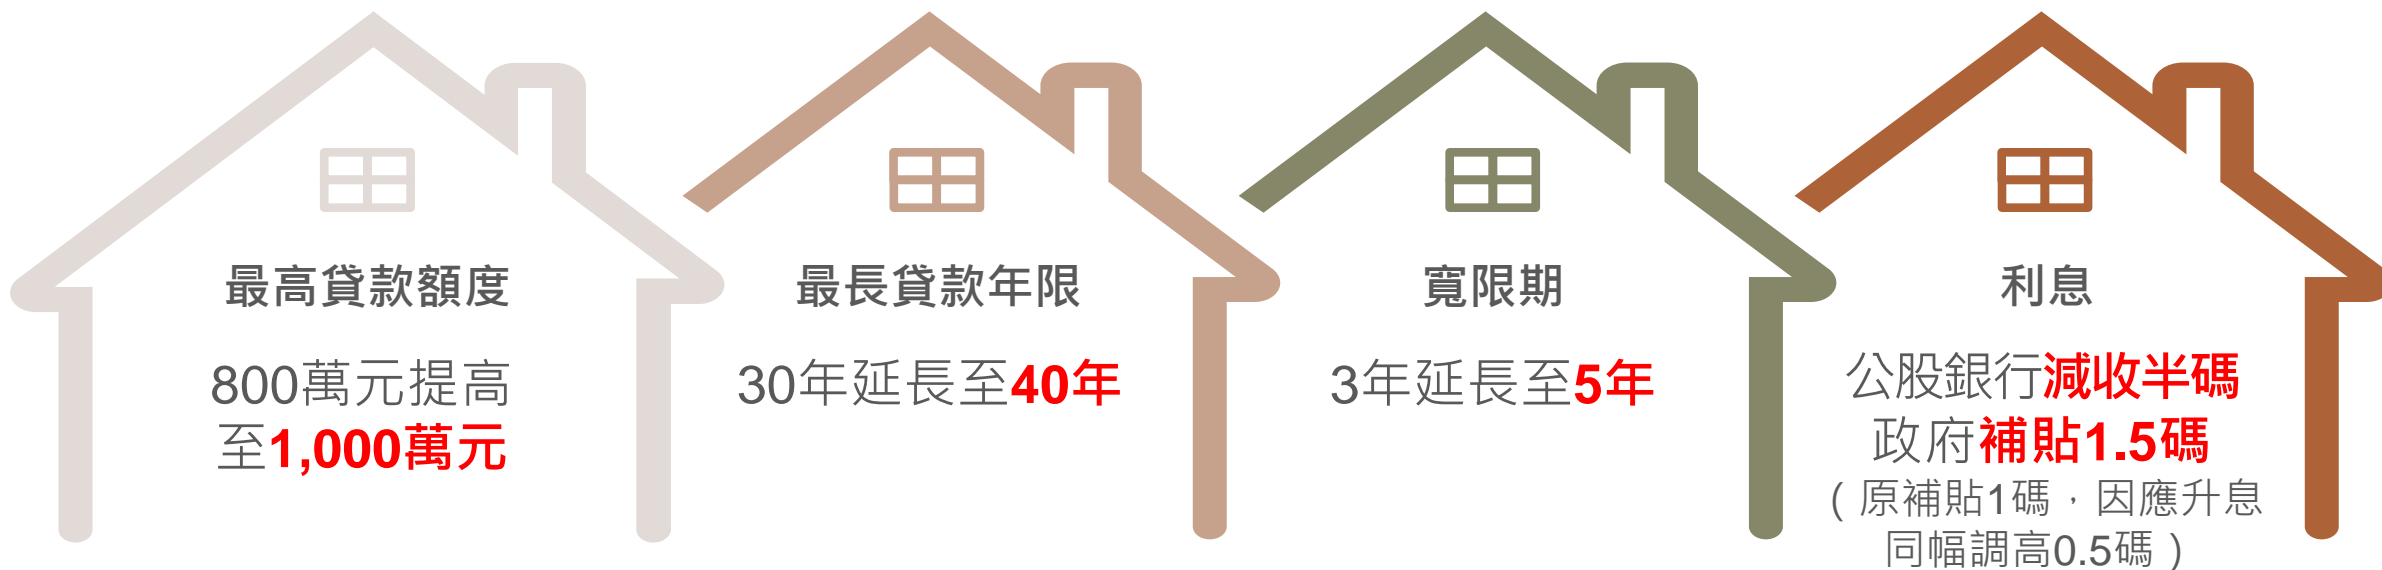 最高貸款額度
800萬元提高
至1,000萬元
最長貸款年限
30年延長至40年
寬限期
3年延長至5年
利息
公股銀行減收半碼
政府補貼1.5碼
（原補貼1碼，因應升息
同幅調高0.5碼）